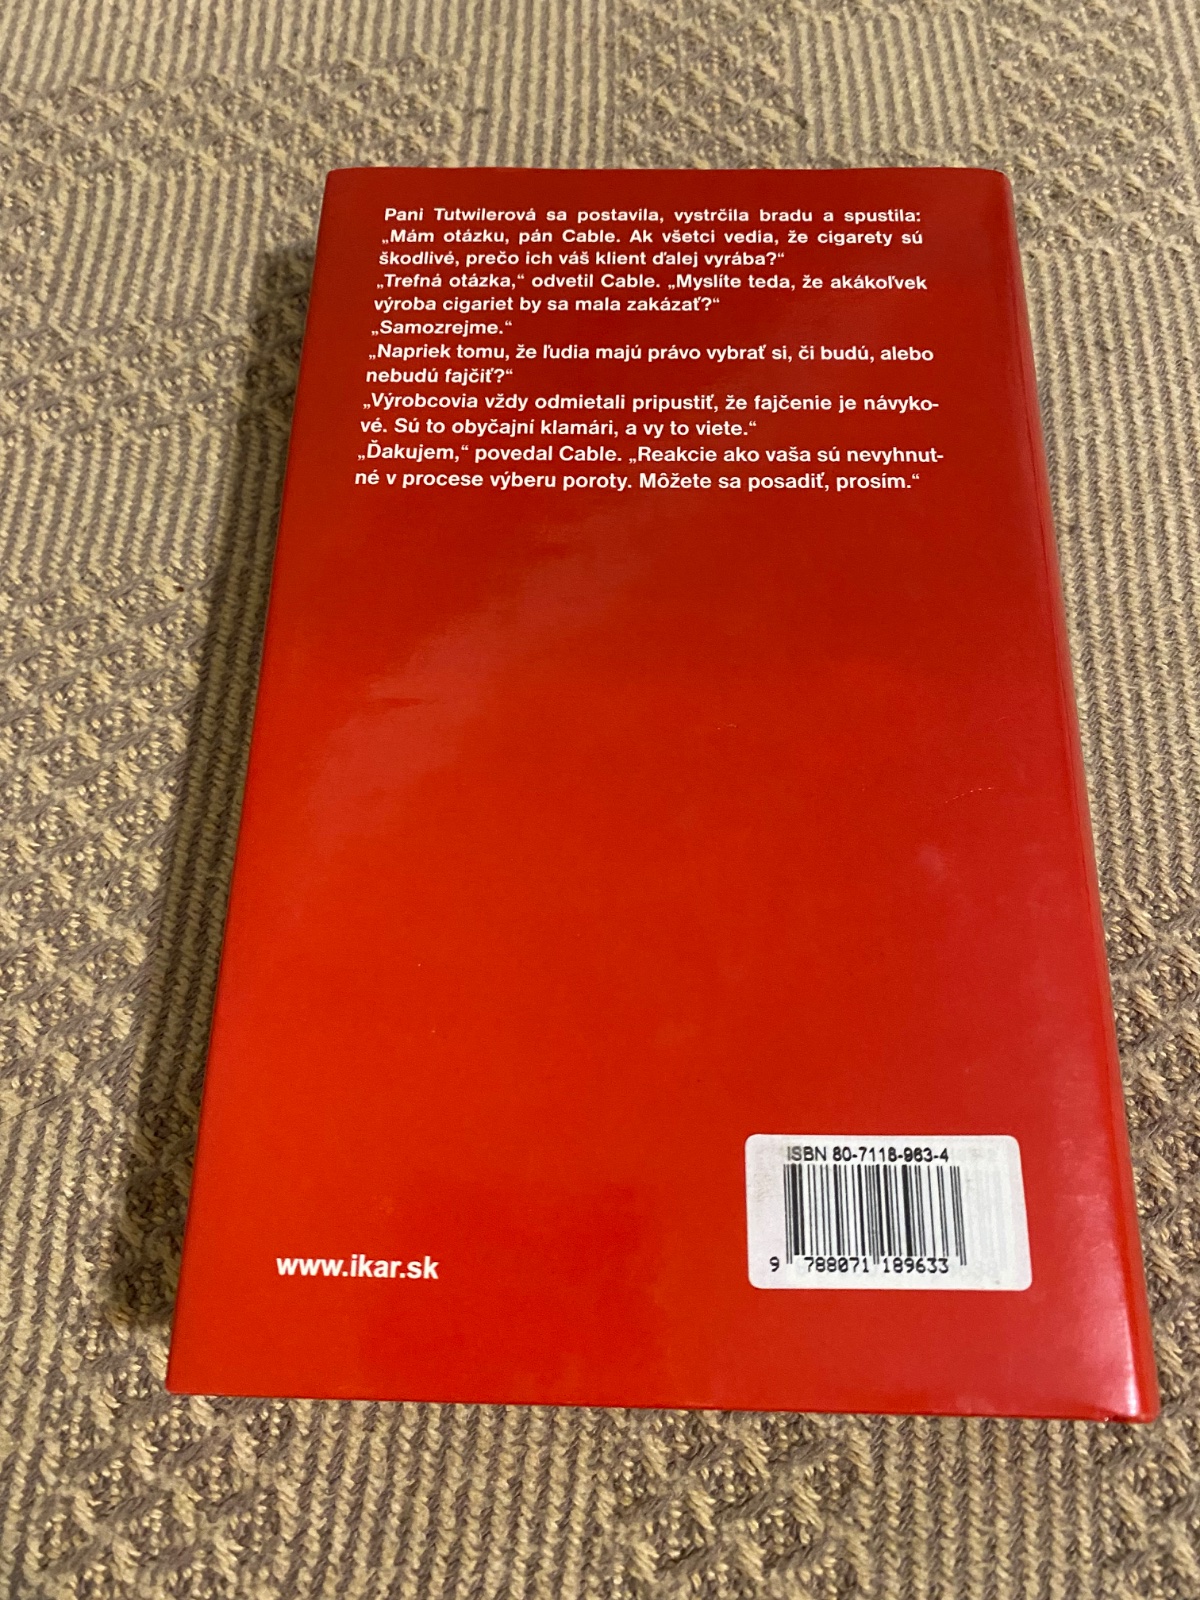 Pani Tutwilerová sa postavila, vystrčila bradu a spustila:
„Mám otázku, pán Cable. Ak všetci vedia, že cigarety sú
škodlivé, prečo ich váš klient ďalej vyrába?“
„Trefná otázka,“ odvetil Cable. „Myslíte teda, že akákoľvek
výroba cigariet by sa mala zakázať?“
„Samozrejme.“
„Napriek tomu, že ľudia majú právo vybrať si, či budú, alebo
nebudú fajčiť?“
„Výrobcovia vždy odmietali pripustiť, že fajčenie je návyko-
vé. Sú to obyčajní klamári, a vy to viete.“
„Ďakujem,“ povedal Cable. „Reakcie ako vaša sú nevyhnut-
né v procese výberu poroty. Môžete sa posadiť, prosím.“
ISBN 80-7118-963-4
9 788071 189633
www.ikar.sk